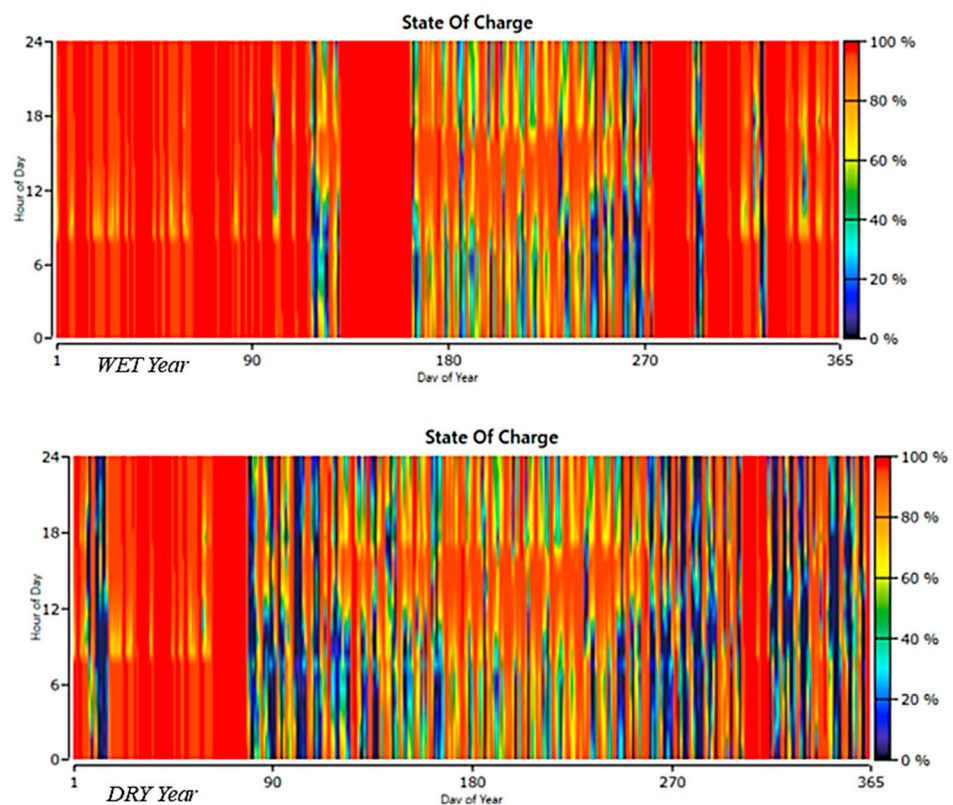 State Of Charge
24
18
12
6
0
Hour of Day
100 %
80 %
60 %
40 %
20 %
0 %
1 90 180 270 365
WET Year
Day of Year
State Of Charge
24
18
12
6
0
Hour of Day
100 %
80 %
60 %
40 %
20 %
0 %
1 90 180 270 365
DRY Year
Day of Year